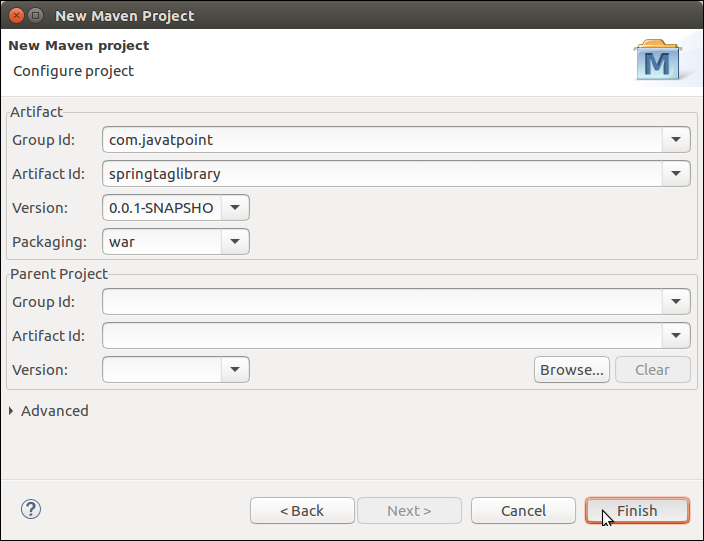 New Maven Project
New Maven project
Configure project
M
Artifact
Group Id: com.javatpoint
Artifact Id: springtaglibrary
Version: 0.0.1-SNAPSHO
Packaging: war
Parent Project
Group Id:
Artifact Id:
Version: Browse... Clear
Advanced
? < Back Next > Cancel Finish